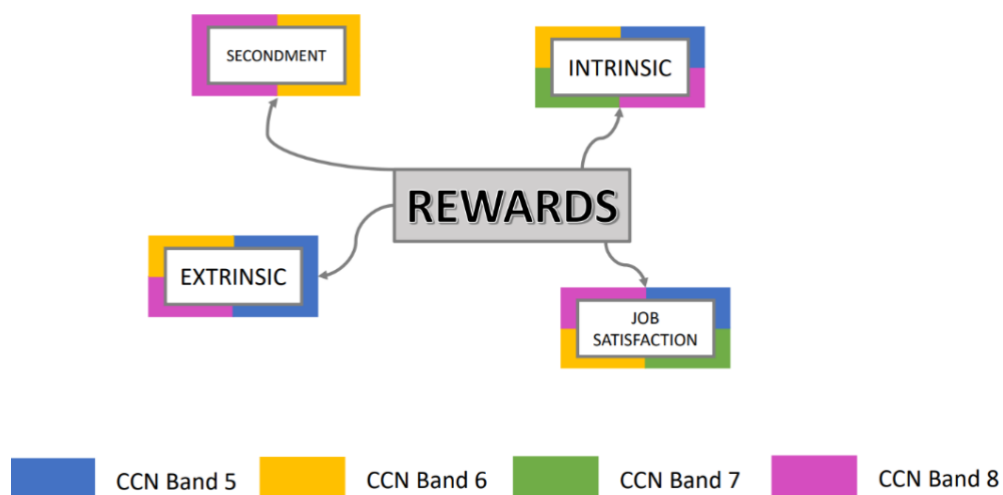 SECONDMENT
INTRINSIC
REWARDS
EXTRINSIC
JOB
SATISFACTION
CCN Band 5
CCN Band 6
CCN Band 7
CCN Band 8